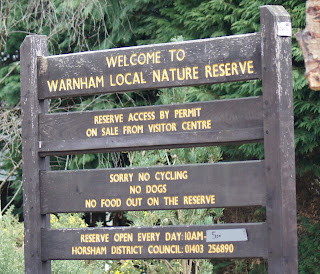 WELCOME TO
WARNHAM LOCAL NATURE RESERVE
RESERVE ACCESS BY PERMIT
ON SALE FROM VISITOR CENTRE
SORRY NO CYCLING
NO DOGS
NO FOOD OUT ON THE RESERVE
RESERVE OPEN EVERY DAY: 10AM- 5PM
HORSHAM DISTRICT COUNCIL: 01403 256890